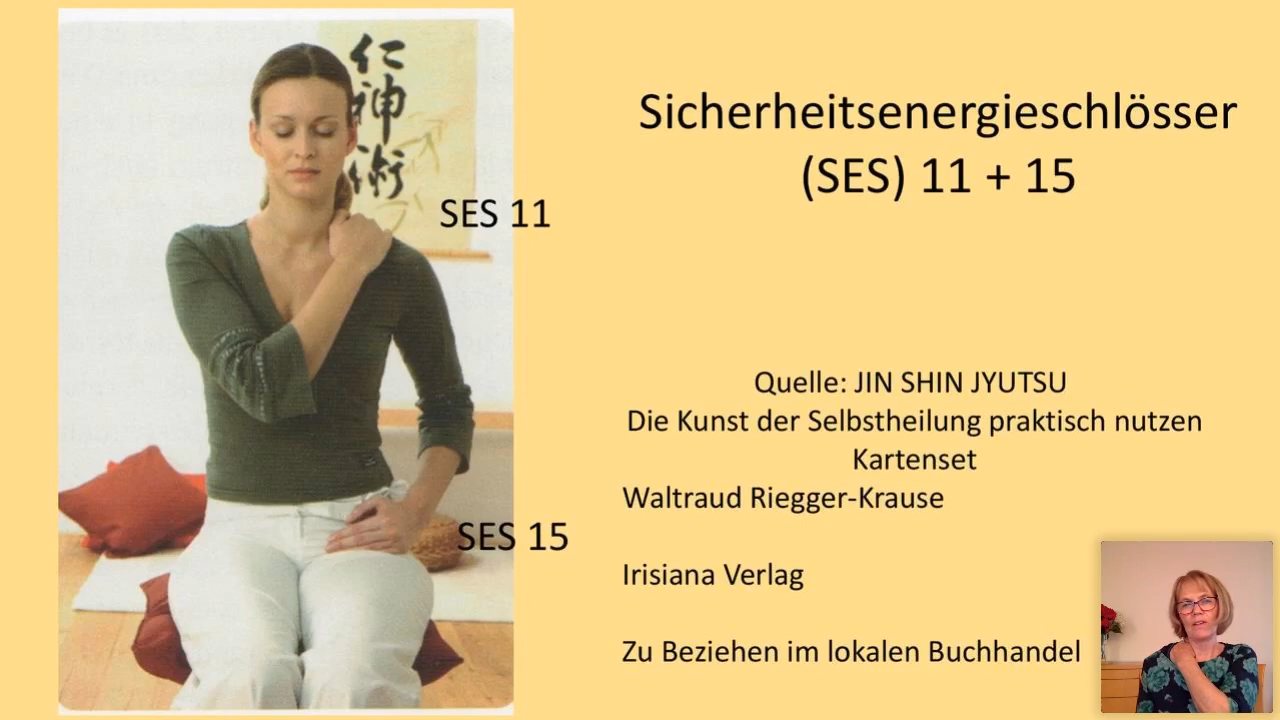 仁
神
術
SES 11
SES 15
Sicherheitsenergieschlösser
(SES) 11 + 15
Quelle: JIN SHIN JYUTSU
Die Kunst der Selbstheilung praktisch nutzen
Kartenset
Waltraud Riegger-Krause
Irisiana Verlag
Zu Beziehen im lokalen Buchhandel